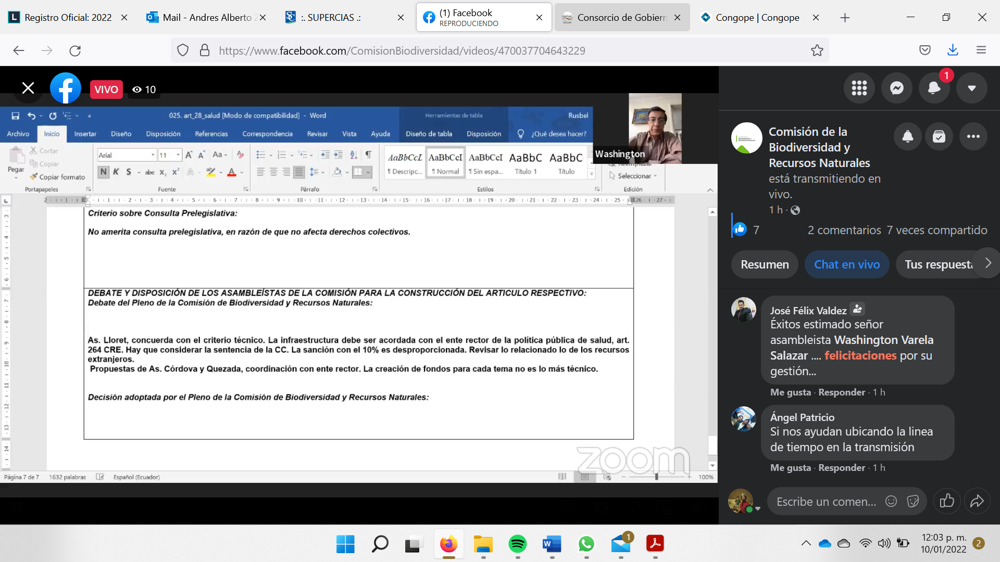 Registro Oficial: 2022
Mail - Andres Alberto Z
:. SUPERCIAS .:
(1) Facebook
REPRODUCIENDO
Consorcio de Gobiern
Congope | Congope
https://www.facebook.com/ComisionBiodiversidad/videos/470037704643229
VIVO
10
025. art_28_salud [Modo de compatibilidad] - Word
Herramientas de tabla
Rusbel
Archivo
Inicio
Insertar
Diseño
Disposición
Referencias
Correspondencia
Revisar
Vista
Ayuda
Diseño de tabla
Disposición
¿Qué desea hacer?
Washington
Pegar
Cortar
Copiar
Copiar formato
Portapapeles
Arial
11
Fuente
Párrafo
AaBbCcL
AaBbCcI
AaBbCcI
AaBbC
AaBbC
¶ Descripc...
¶ Normal
¶ Sin espa...
Título 1
Título
Estilos
Reemplazar
Seleccionar
Edición
Criterio sobre Consulta Prelegislativa:
No amerita consulta prelegislativa, en razón de que no afecta derechos colectivos.
DEBATE Y DISPOSICIÓN DE LOS ASAMBLEÍSTAS DE LA COMISIÓN PARA LA CONSTRUCCIÓN DEL ARTICULO RESPECTIVO:
Debate del Pleno de la Comisión de Biodiversidad y Recursos Naturales:
As. Lloret, concuerda con el criterio técnico. La infraestructura debe ser acordada con el ente rector de la política pública de salud, art.
264 CRE. Hay que considerar la sentencia de la CC. La sanción con el 10% es desproporcionada. Revisar lo relacionado lo de los recursos
extranjeros.
Propuestas de As. Córdova y Quezada, coordinación con ente rector. La creación de fondos para cada tema no es lo más técnico.
Decisión adoptada por el Pleno de la Comisión de Biodiversidad y Recursos Naturales:
zoom
Página 7 de 7
1632 palabras
Español (Ecuador)
100%
1
Comisión de la
Biodiversidad y
Recursos Naturales
está transmitiendo en
vivo.
1 h ·
7
2 comentarios 7 veces compartido
Resumen
Chat en vivo
Tus respuesta
José Félix Valdez
Éxitos estimado señor
asambleista Washington Varela
Salazar .... felicitaciones por su
gestión...
Me gusta · Responder · 1 h
Ángel Patricio
Si nos ayudan ubicando la linea
de tiempo en la transmisión
Me gusta · Responder · 1 h
Escribe un comen...
1
12:03 p. m.
10/01/2022
2